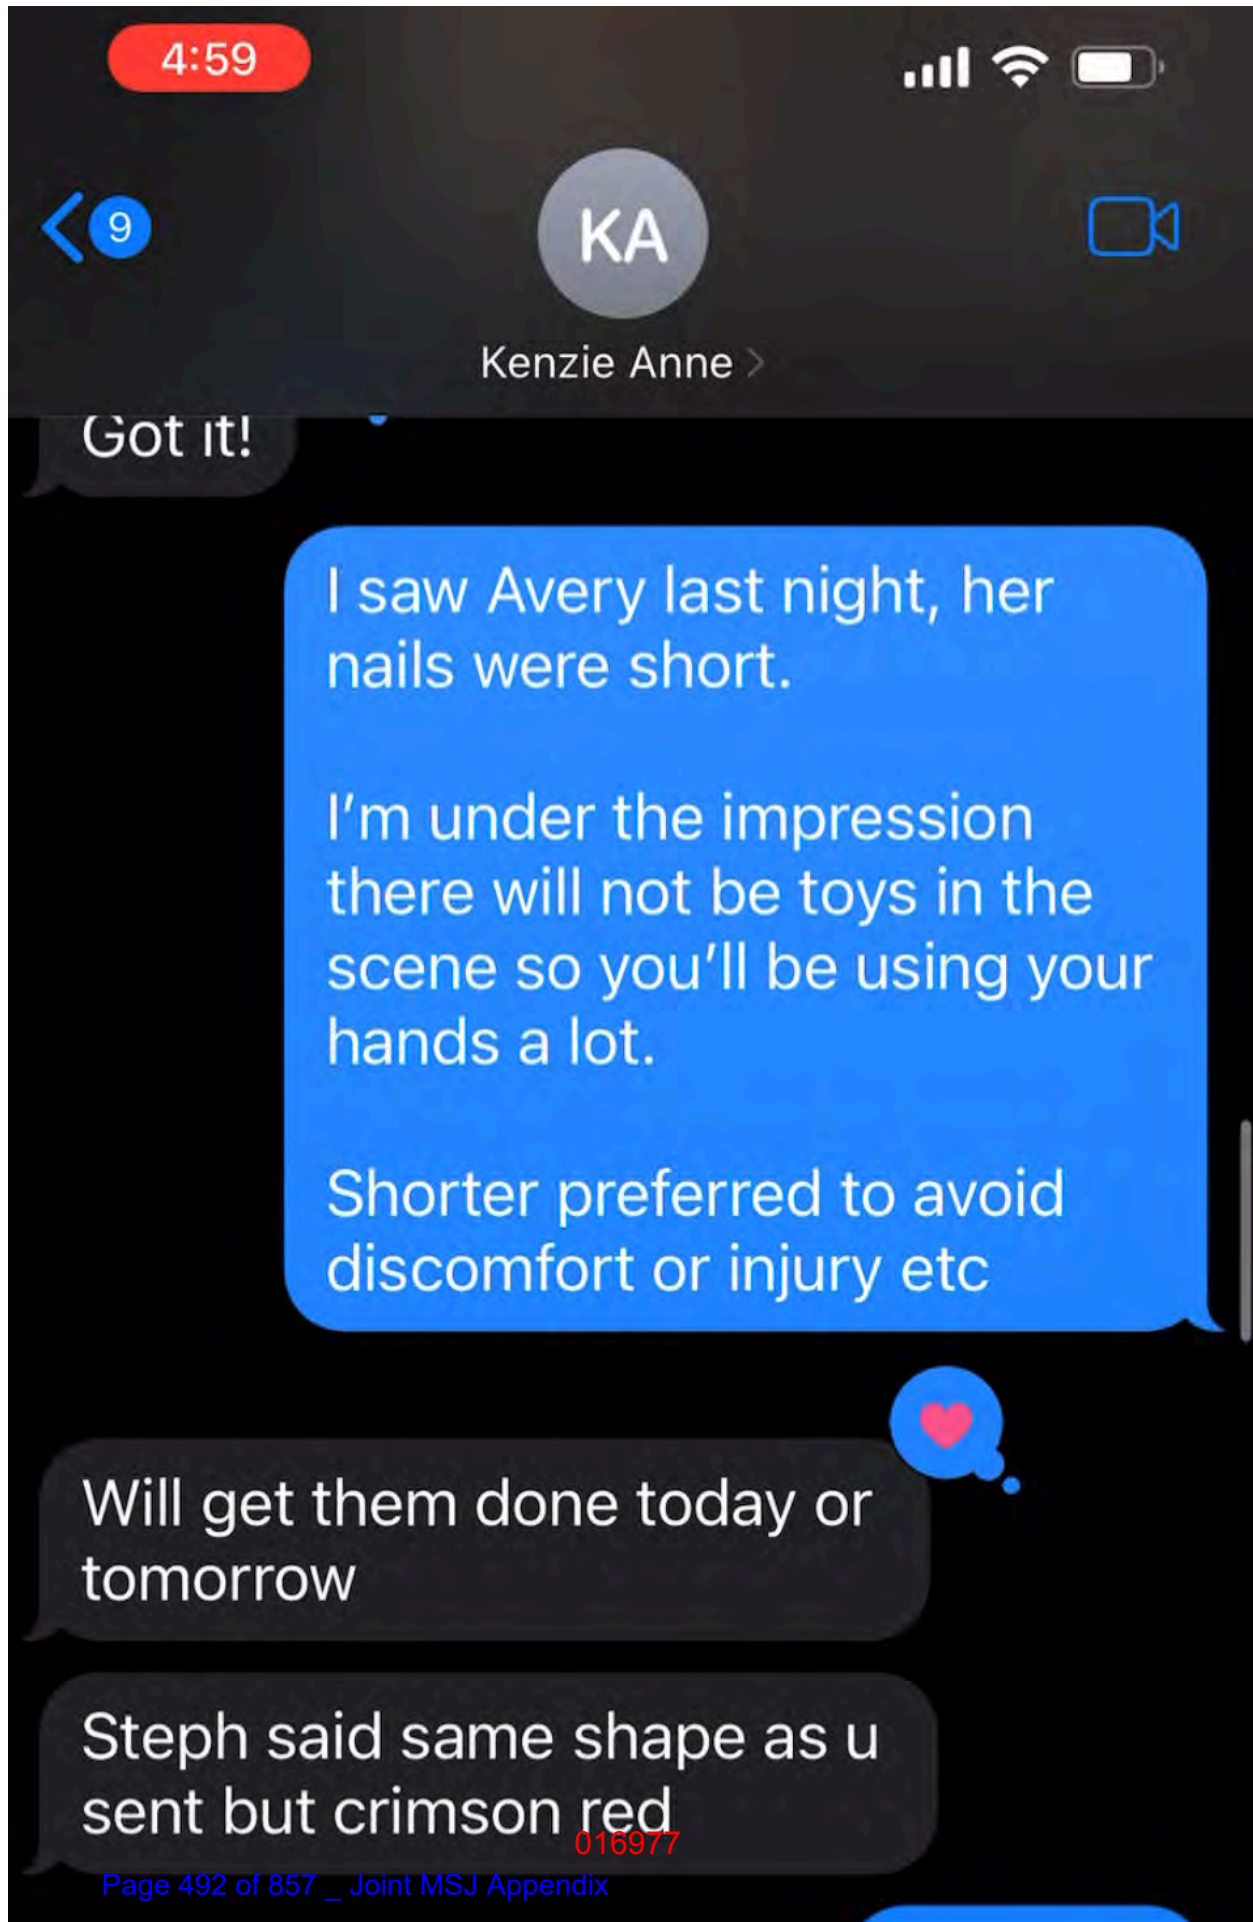 4:59
9
KA
Kenzie Anne
Got it!
I saw Avery last night, her
nails were short.
I’m under the impression
there will not be toys in the
scene so you’ll be using your
hands a lot.
Shorter preferred to avoid
discomfort or injury etc
Will get them done today or
tomorrow
Steph said same shape as u
sent but crimson red
016977
Page 492 of 857 _ Joint MSJ Appendix